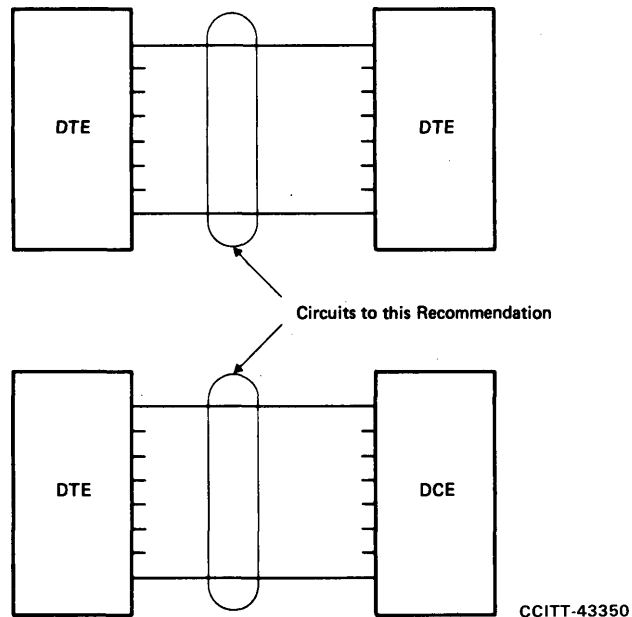 DTE
DTE
Circuits to this Recommendation
DTE
DCE
CCITT-43350